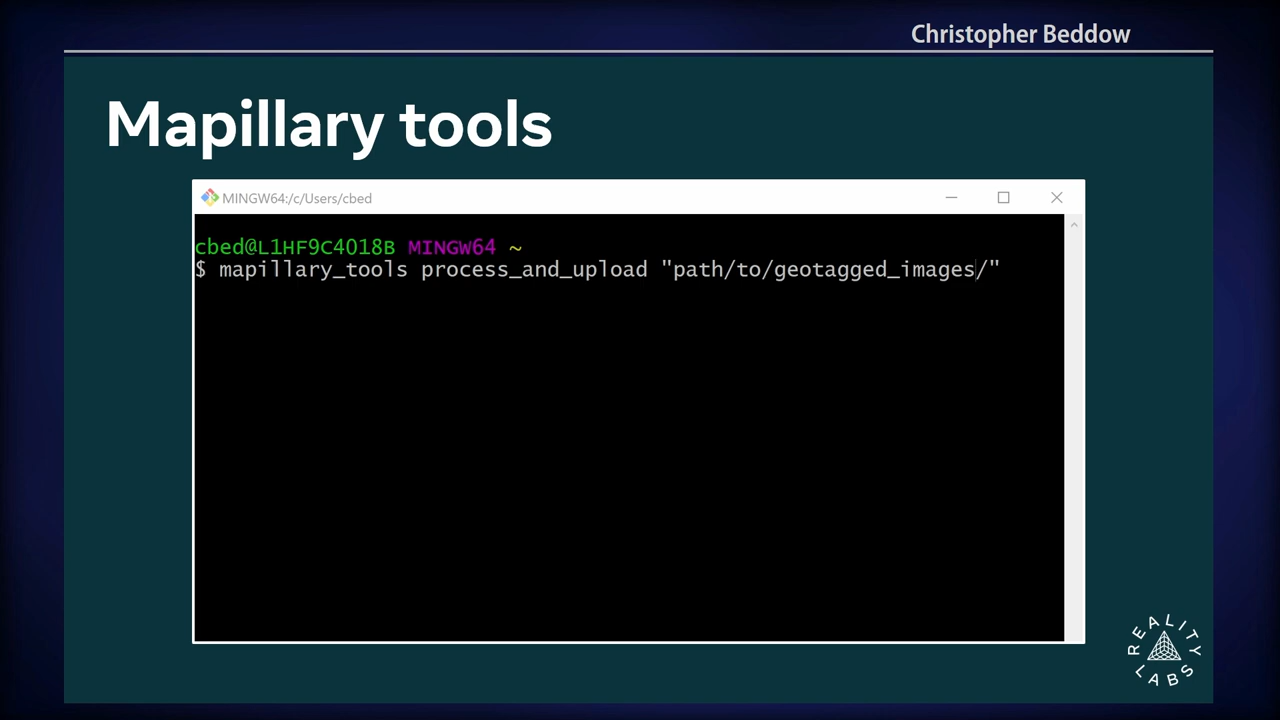 Christopher Beddow
Mapillary tools
MINGW64:/c/Users/cbed
cbed@L1HF9C4018B MINGW64 ~
$ mapillary_tools process_and_upload "path/to/geotagged_images/"
REALITY
LABS